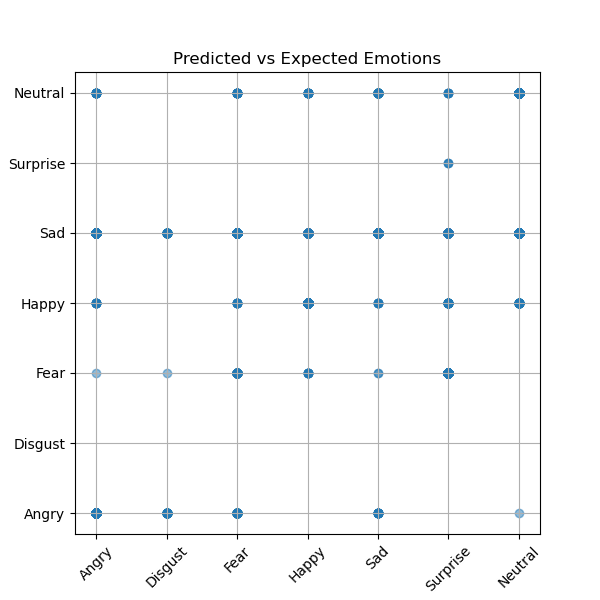 Predicted vs Expected Emotions
Neutral
Surprise
Sad
Happy
Fear
Disgust
Angry
Angry
Disgust
Fear
Happy
Sad
Surprise
Neutral